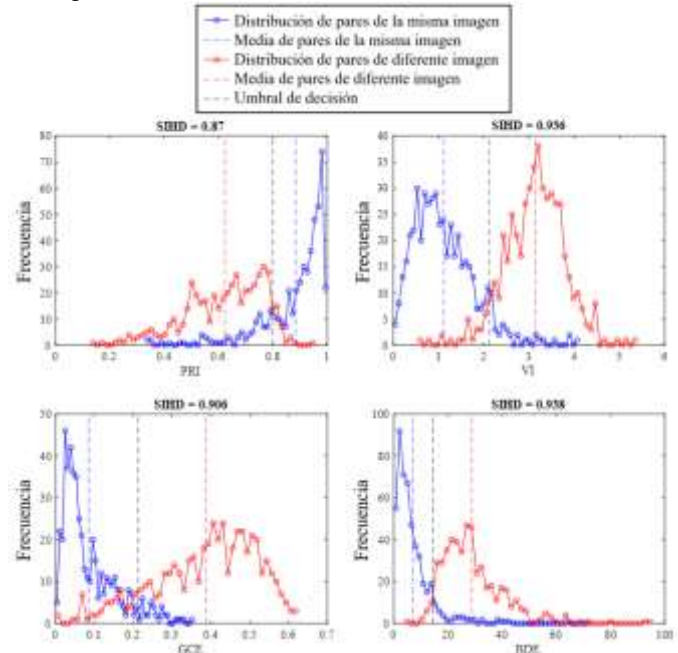 Distribución de pares de la misma imagen
Media de pares de la misma imagen
Distribución de pares de diferente imagen
Media de pares de diferente imagen
Umbral de decisión
SIHD = 0.87
80
70
60
50
40
30
20
10
0
0 0.2 0.4 0.6 0.8 1
Frecuencia
PRI
SIHD = 0.956
40
35
30
25
20
15
10
5
0
0 1 2 3 4 5 6
Frecuencia
VI
SIHD = 0.906
50
40
30
20
10
0
0 0.1 0.2 0.3 0.4 0.5 0.6 0.7
Frecuencia
GCE
SIHD = 0.958
100
80
60
40
20
0
0 20 40 60 80 100
Frecuencia
BDE